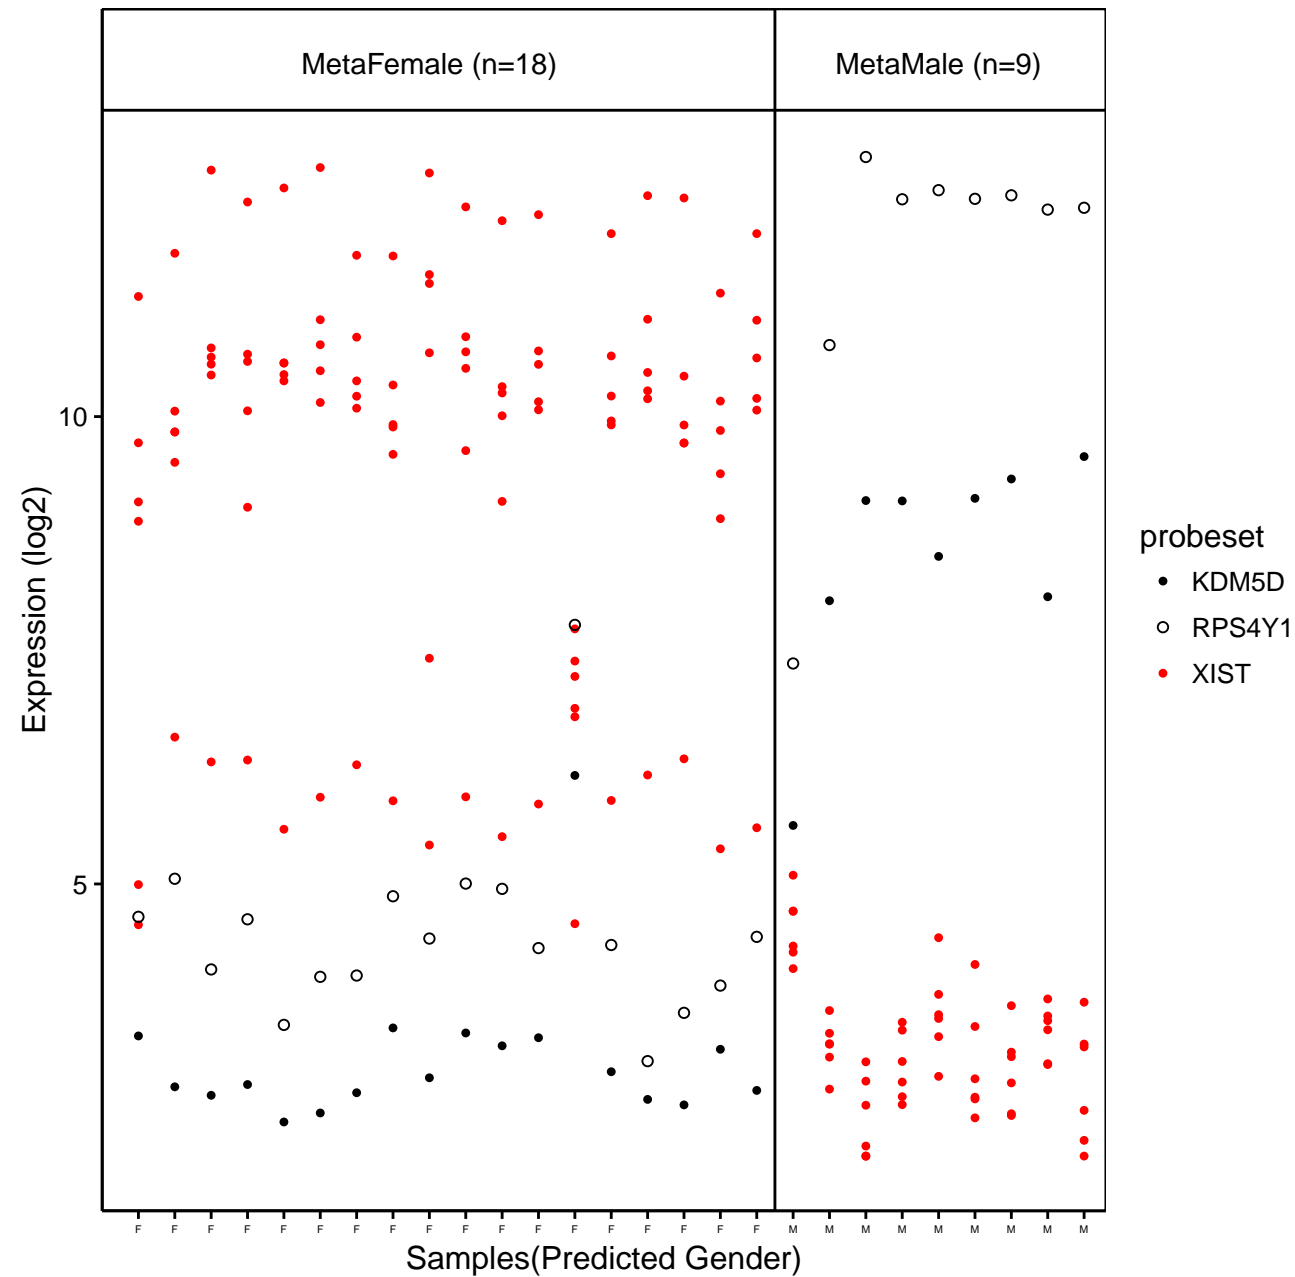 MetaFemale (n=18)
MetaMale (n=9)
10
5
Expression (log2)
F F F F F F F F F F F F F F F F F F M M M M M M M M M
Samples(Predicted Gender)
probeset
KDM5D
RPS4Y1
XIST